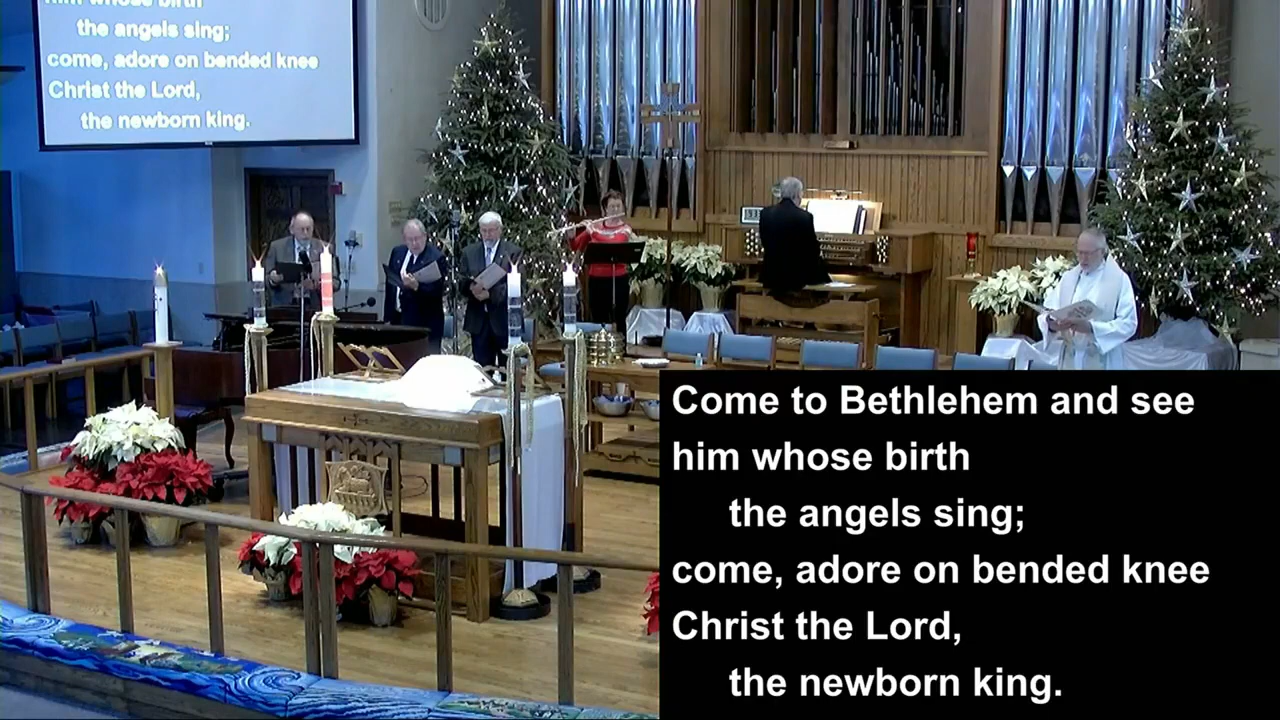 him whose birth
the angels sing;
come, adore on bended knee
Christ the Lord,
the newborn king.
Come to Bethlehem and see
him whose birth
the angels sing;
come, adore on bended knee
Christ the Lord,
the newborn king.